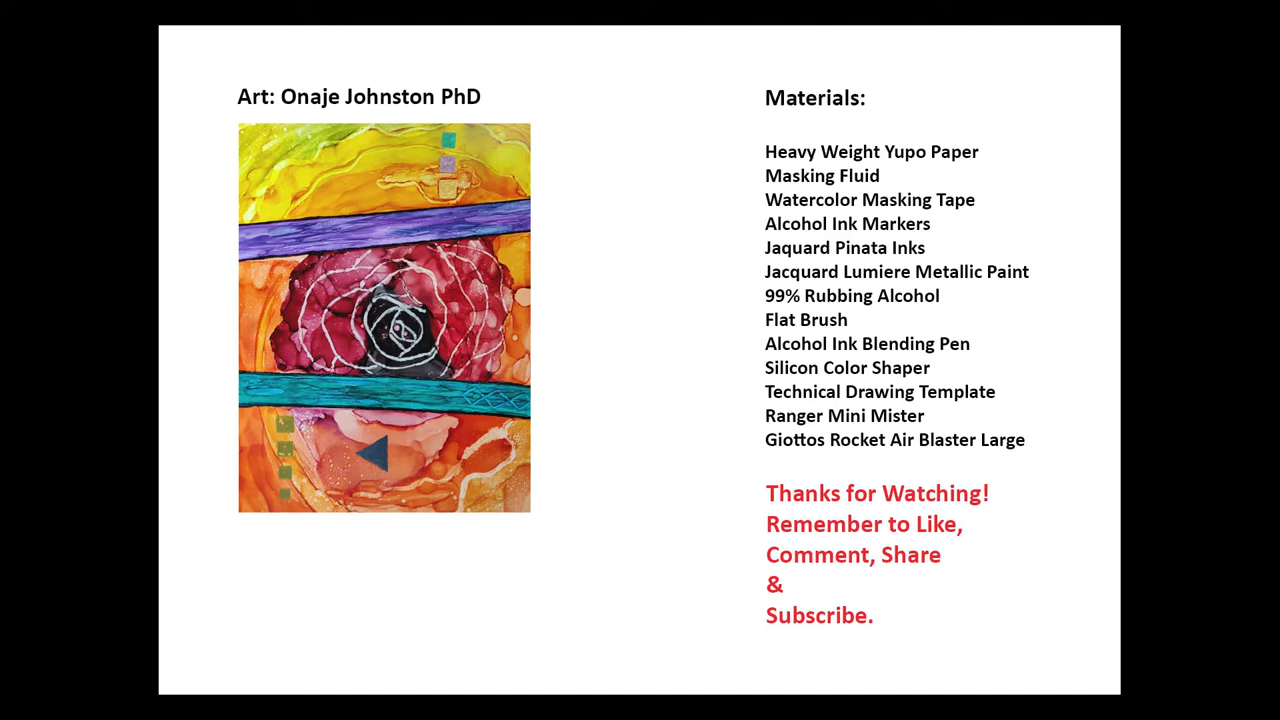 Art: Onaje Johnston PhD
Materials:
Heavy Weight Yupo Paper
Masking Fluid
Watercolor Masking Tape
Alcohol Ink Markers
Jaquard Pinata Inks
Jacquard Lumiere Metallic Paint
99% Rubbing Alcohol
Flat Brush
Alcohol Ink Blending Pen
Silicon Color Shaper
Technical Drawing Template
Ranger Mini Mister
Giottos Rocket Air Blaster Large
Thanks for Watching!
Remember to Like,
Comment, Share
&
Subscribe.